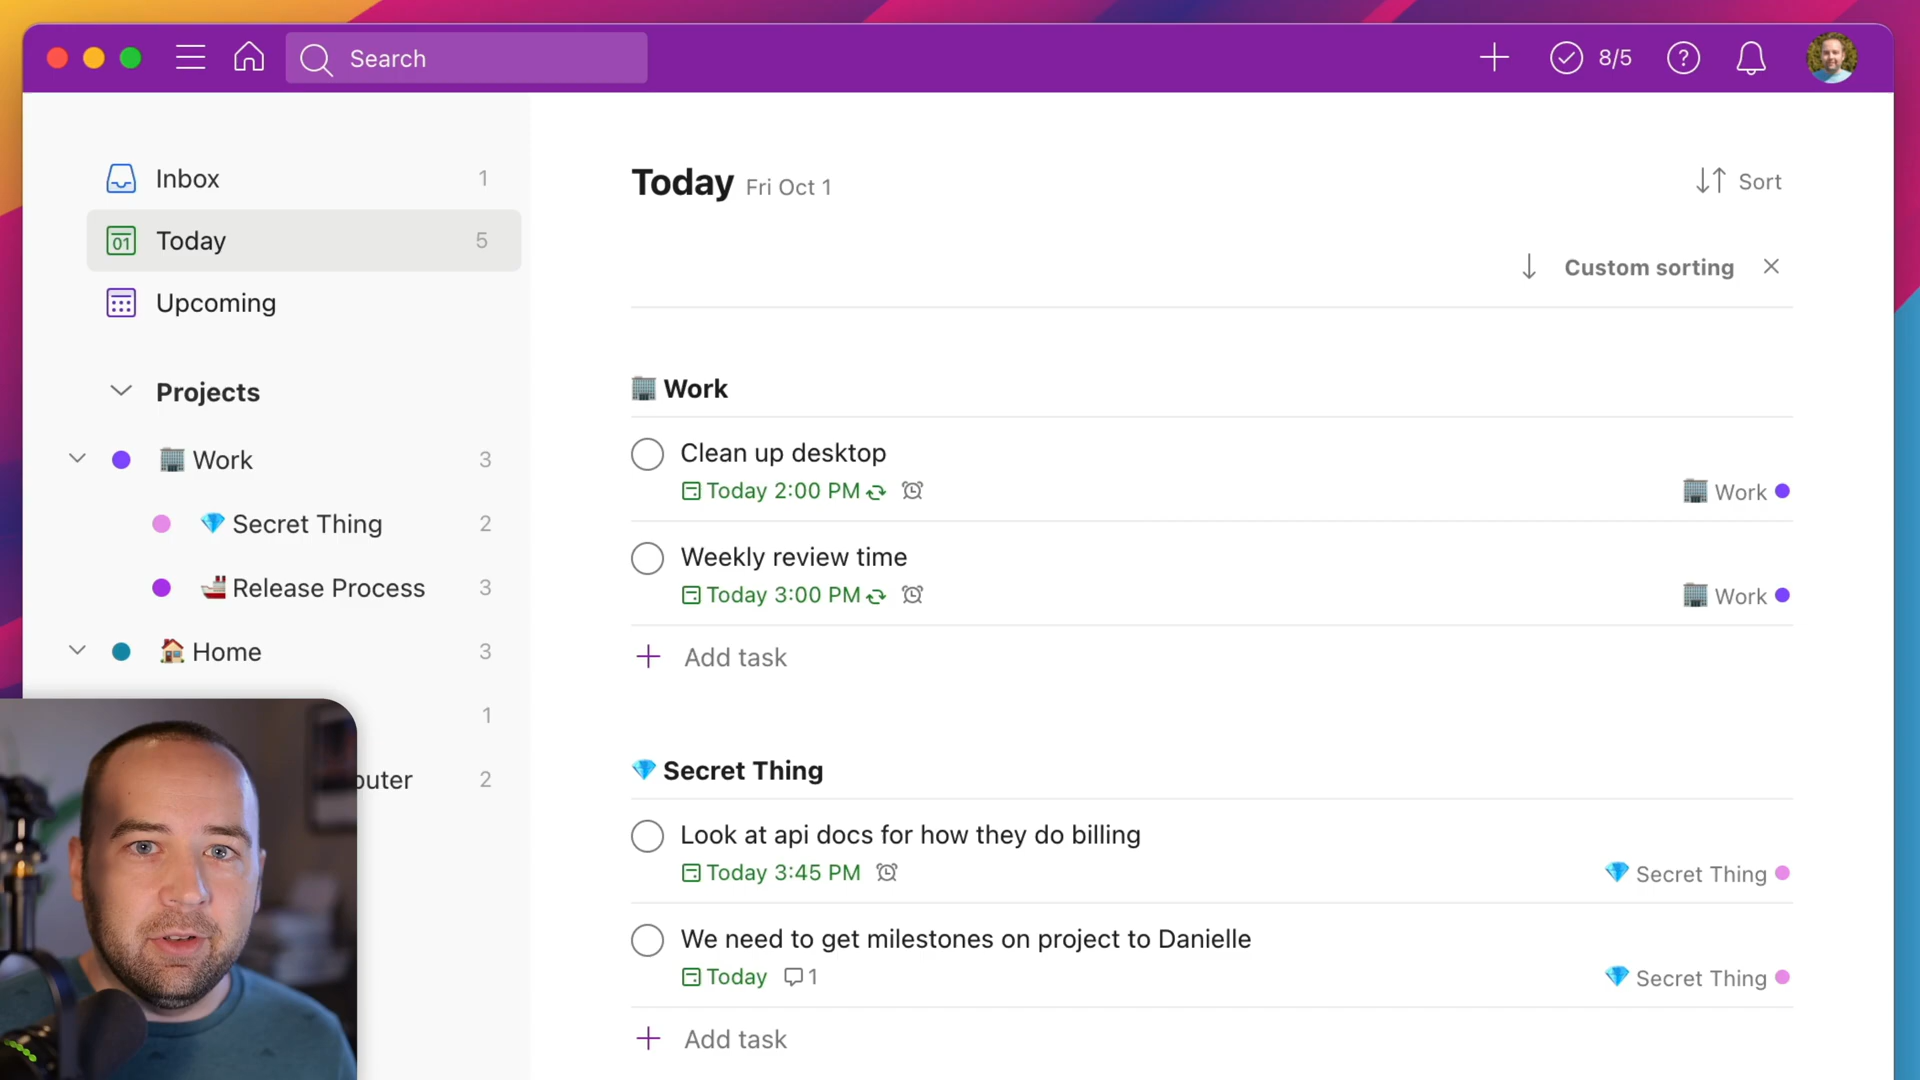 Search
8/5
Inbox 1
01 Today 5
Upcoming
Projects
Work 3
Secret Thing 2
Release Process 3
Home 3
1
outer 2
Today Fri Oct 1
Sort
Custom sorting
Work
Clean up desktop
Today 2:00 PM
Work
Weekly review time
Today 3:00 PM
Work
Add task
Secret Thing
Look at api docs for how they do billing
Today 3:45 PM
Secret Thing
We need to get milestones on project to Danielle
Today 1
Secret Thing
Add task